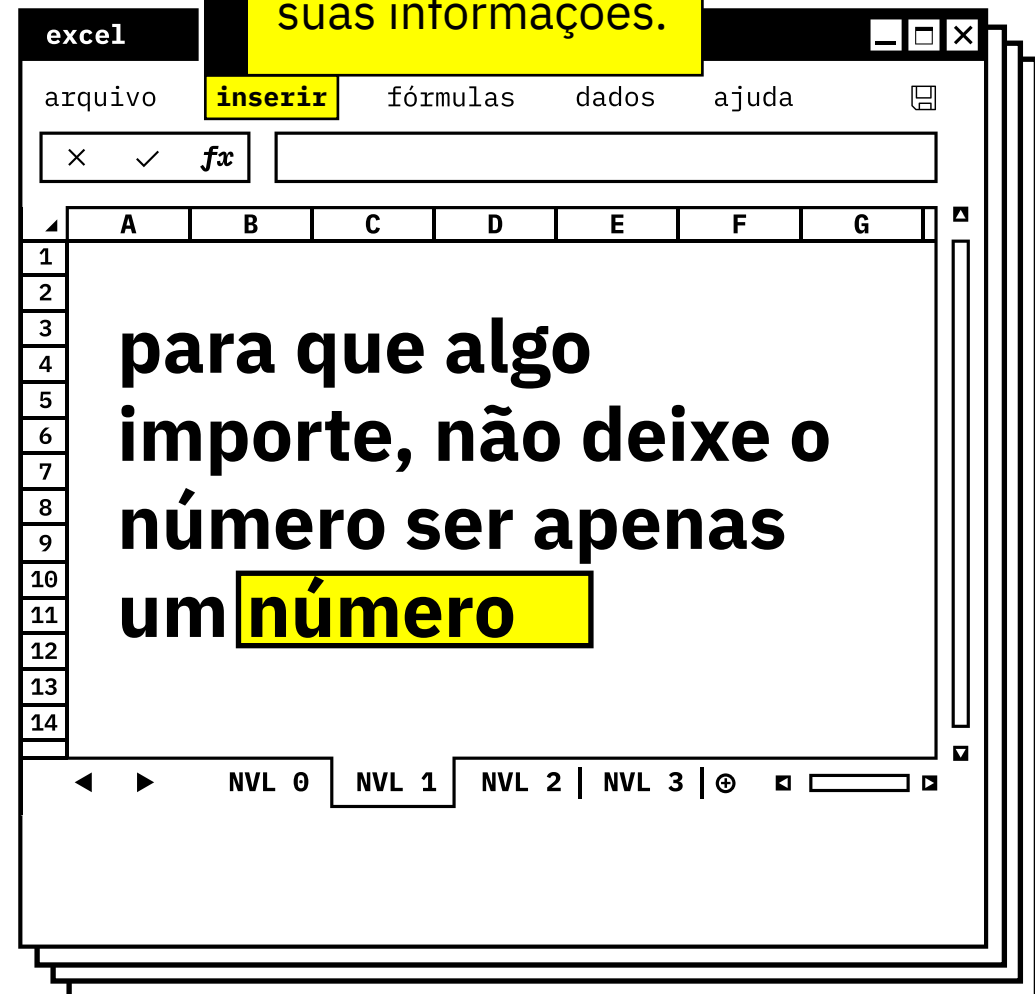 suas informações.
excel
arquivo inserir fórmulas dados ajuda
fx
A B C D E F G
1
2
3
4
5
6
7
8
9
10
11
12
13
14
para que algo
importe, não deixe o
número ser apenas
um número
NVL 0 NVL 1 NVL 2 NVL 3